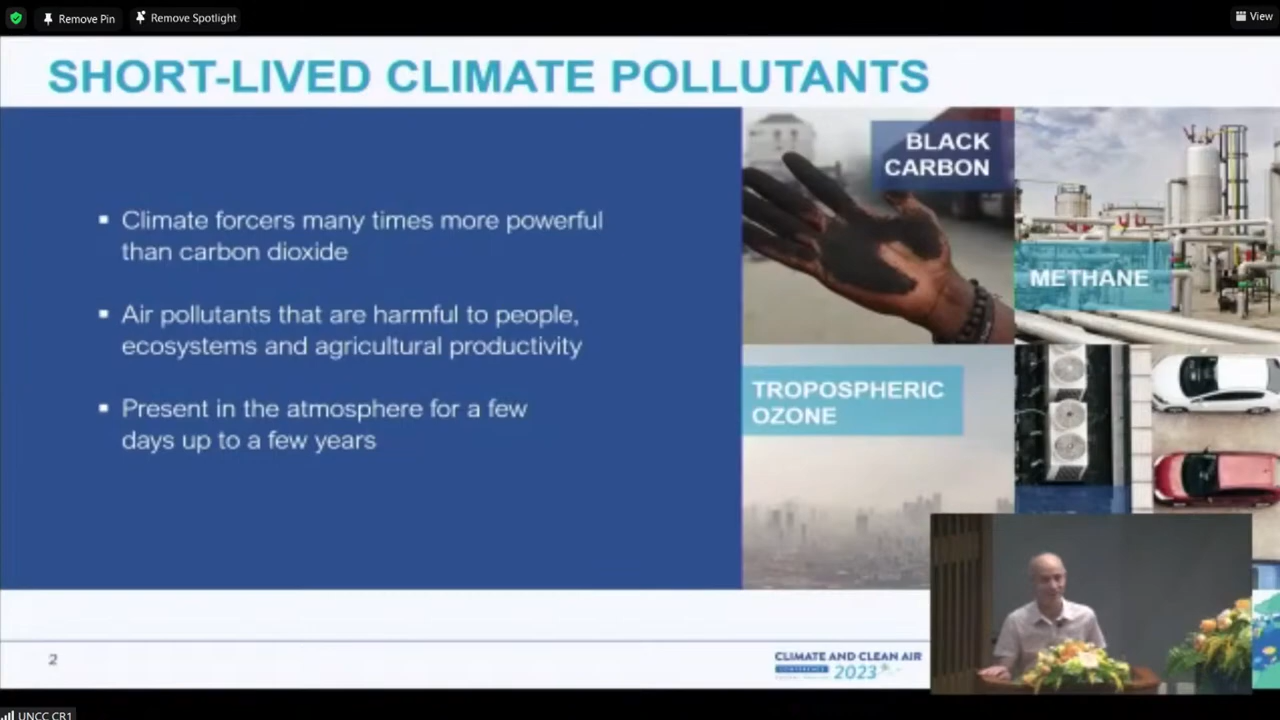 Remove Pin
Remove Spotlight
View
SHORT-LIVED CLIMATE POLLUTANTS
▪ Climate forcers many times more powerful
than carbon dioxide
▪ Air pollutants that are harmful to people,
ecosystems and agricultural productivity
▪ Present in the atmosphere for a few
days up to a few years
BLACK
CARBON
METHANE
TROPOSPHERIC
OZONE
2
CLIMATE AND CLEAN AIR
CONFERENCE 2023
UNCC CR1